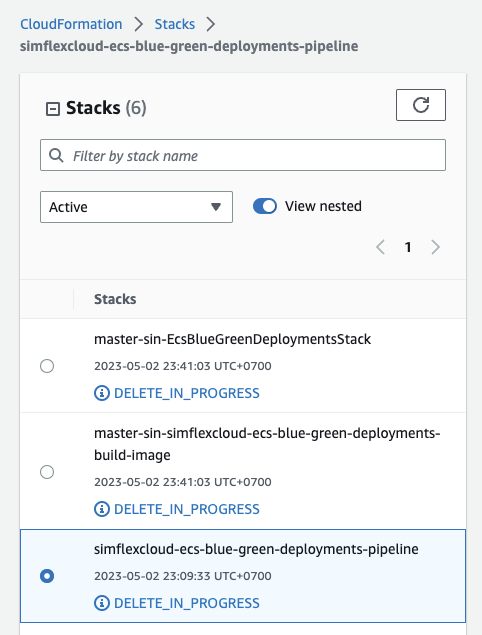 CloudFormation > Stacks >
simflexcloud-ecs-blue-green-deployments-pipeline
Stacks (6)
Filter by stack name
Active
View nested
1
Stacks
master-sin-EcsBlueGreenDeploymentsStack
2023-05-02 23:41:03 UTC+0700
DELETE_IN_PROGRESS
master-sin-simflexcloud-ecs-blue-green-deployments-
build-image
2023-05-02 23:41:03 UTC+0700
DELETE_IN_PROGRESS
simflexcloud-ecs-blue-green-deployments-pipeline
2023-05-02 23:09:33 UTC+0700
DELETE_IN_PROGRESS